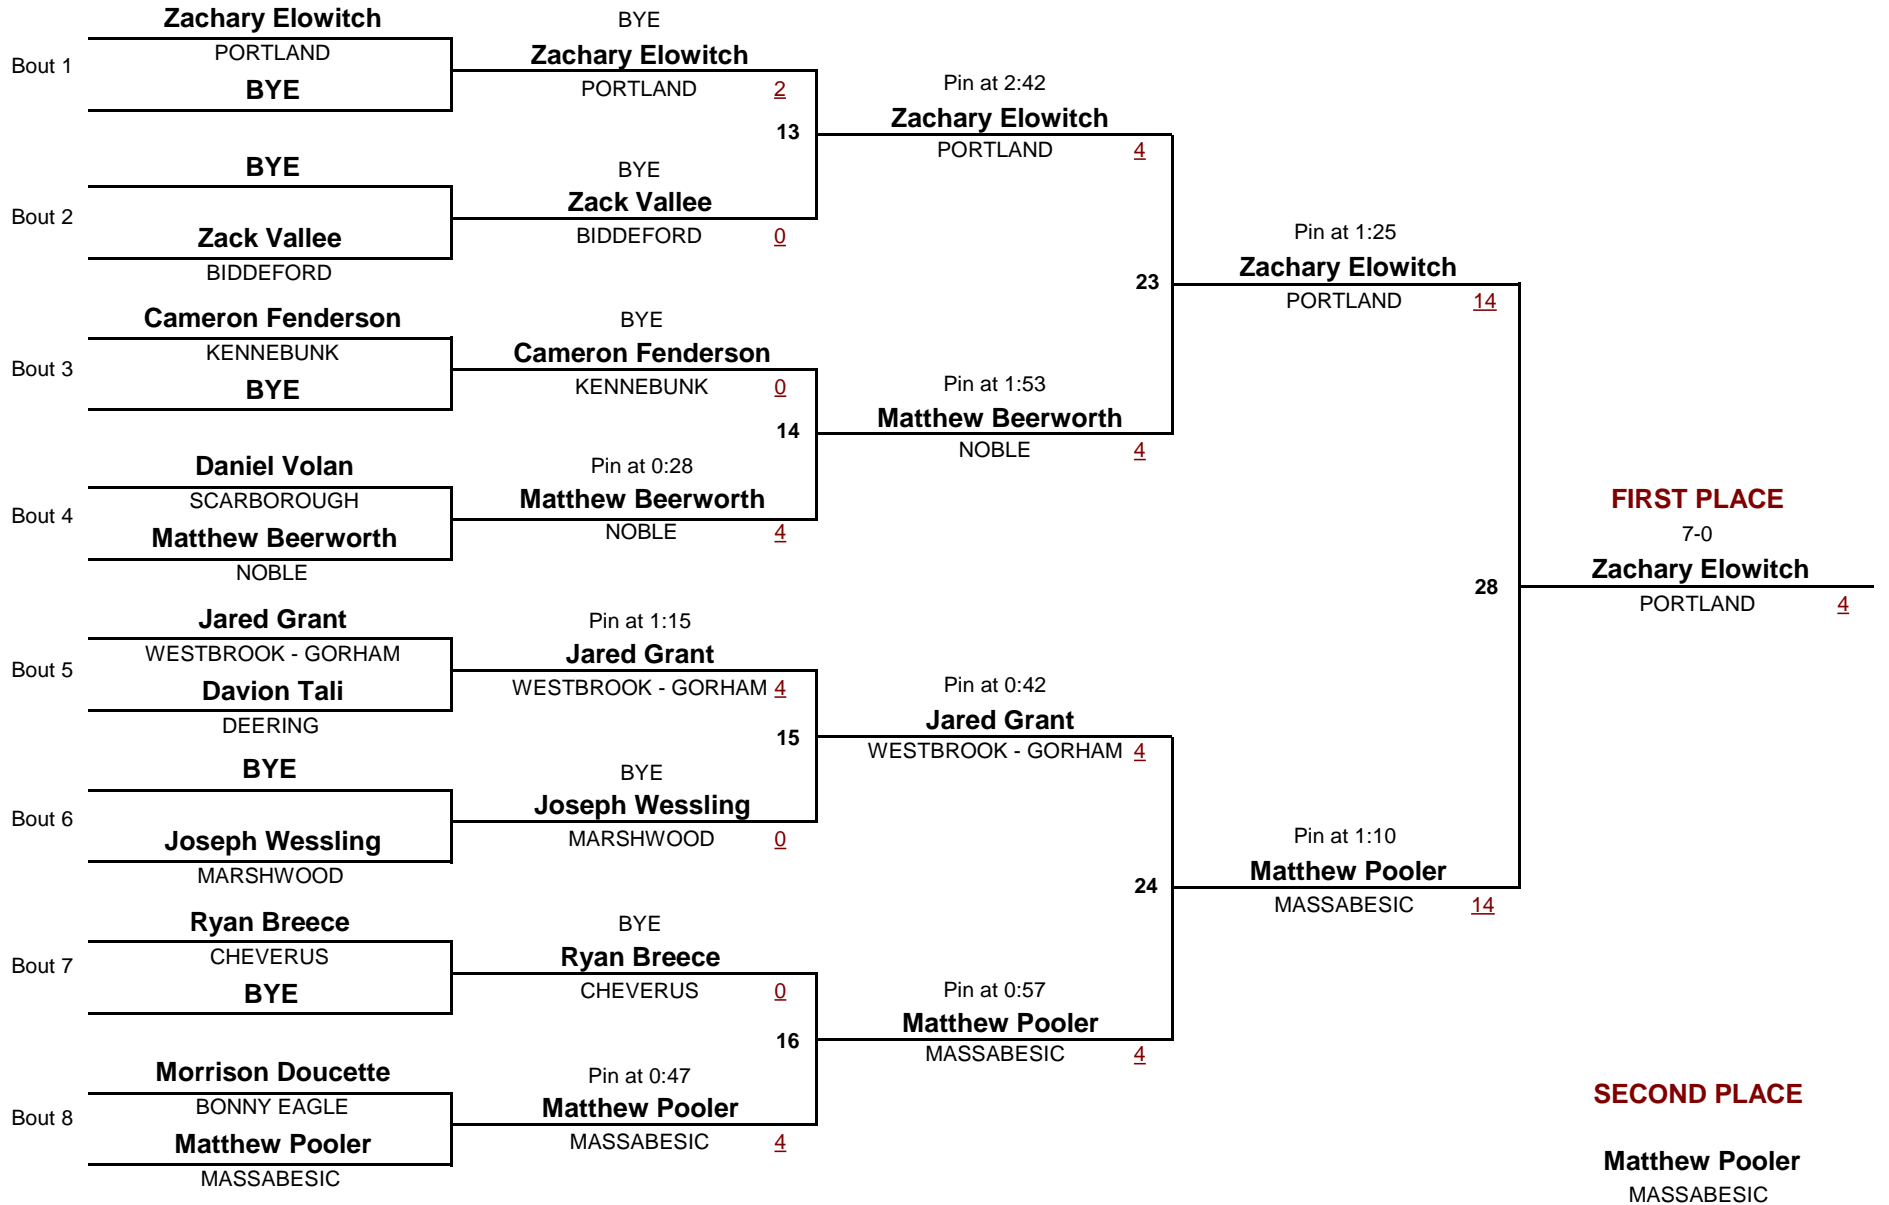 Bout 1
Zachary Elowitch
PORTLAND
BYE
Bout 2
BYE
Zack Vallee
BIDDEFORD
Bout 3
Cameron Fenderson
KENNEBUNK
BYE
Bout 4
Daniel Volan
SCARBOROUGH
Matthew Beerworth
NOBLE
Bout 5
Jared Grant
WESTBROOK - GORHAM
Davion Tali
DEERING
Bout 6
BYE
Joseph Wessling
MARSHWOOD
Bout 7
Ryan Breece
CHEVERUS
BYE
Bout 8
Morrison Doucette
BONNY EAGLE
Matthew Pooler
MASSABESIC
BYE
Zachary Elowitch
PORTLAND 2
13
BYE
Zack Vallee
BIDDEFORD 0
BYE
Cameron Fenderson
KENNEBUNK 0
14
Pin at 0:28
Matthew Beerworth
NOBLE 4
Pin at 1:15
Jared Grant
WESTBROOK - GORHAM 4
15
BYE
Joseph Wessling
MARSHWOOD 0
BYE
Ryan Breece
CHEVERUS 0
16
Pin at 0:47
Matthew Pooler
MASSABESIC 4
Pin at 2:42
Zachary Elowitch
PORTLAND 4
23
Pin at 1:53
Matthew Beerworth
NOBLE 4
Pin at 0:42
Jared Grant
WESTBROOK - GORHAM 4
24
Pin at 0:57
Matthew Pooler
MASSABESIC 4
Pin at 1:25
Zachary Elowitch
PORTLAND 14
28
Pin at 1:10
Matthew Pooler
MASSABESIC 14
FIRST PLACE
7-0
Zachary Elowitch
PORTLAND 4
SECOND PLACE
Matthew Pooler
MASSABESIC